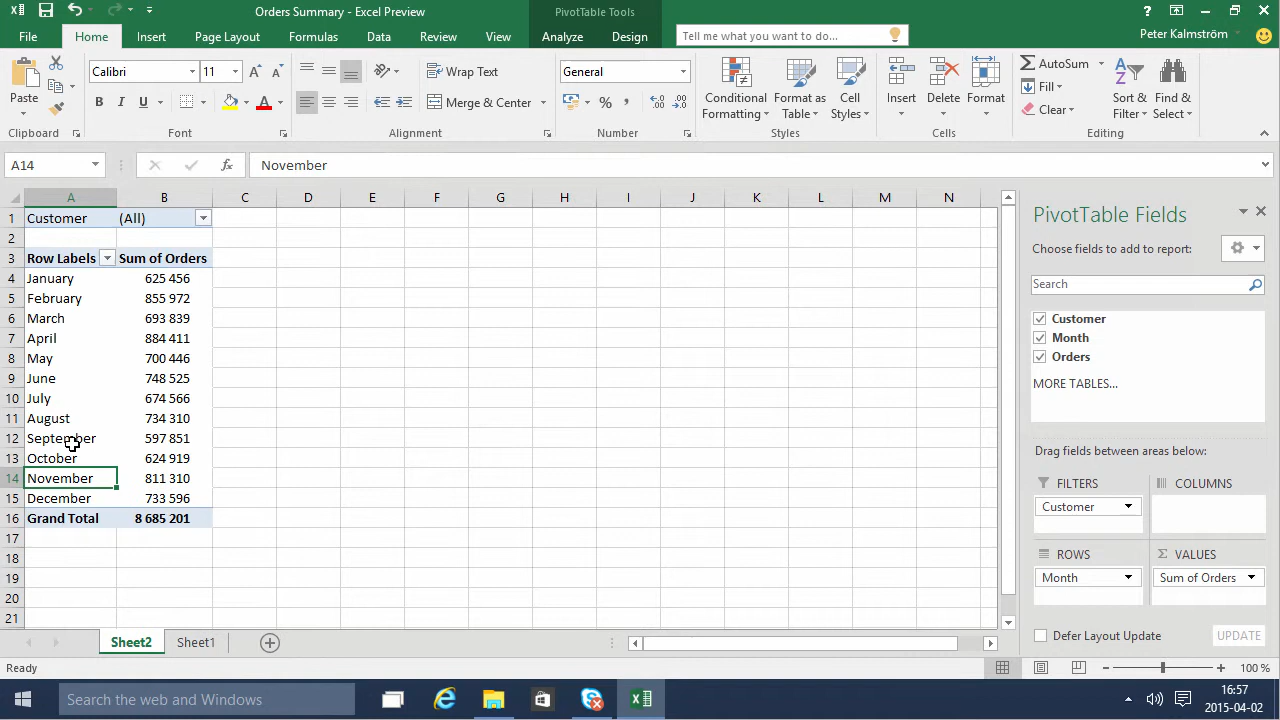 Orders Summary - Excel Preview
PivotTable Tools
?
File
Home
Insert
Page Layout
Formulas
Data
Review
View
Analyze
Design
Tell me what you want to do...
Peter Kalmström
Paste
Clipboard
Calibri
11
B
I
U
Font
Wrap Text
Merge & Center
Alignment
General
%
Number
Conditional
Formatting
Format as
Table
Cell
Styles
Styles
Insert
Delete
Format
Cells
AutoSum
Fill
Clear
Sort &
Filter
Find &
Select
Editing
A14
fx
November
A B C D E F G H I J K L M N
1 Customer (All)
2
3 Row Labels Sum of Orders
4 January 625 456
5 February 855 972
6 March 693 839
7 April 884 411
8 May 700 446
9 June 748 525
10 July 674 566
11 August 734 310
12 September 597 851
13 October 624 919
14 November 811 310
15 December 733 596
16 Grand Total 8 685 201
17
18
19
20
21
PivotTable Fields
Choose fields to add to report:
Search
Customer
Month
Orders
MORE TABLES...
Drag fields between areas below:
FILTERS
COLUMNS
Customer
ROWS
Σ VALUES
Month
Sum of Orders
Defer Layout Update
UPDATE
Sheet2
Sheet1
Ready
100 %
Search the web and Windows
16:57
2015-04-02